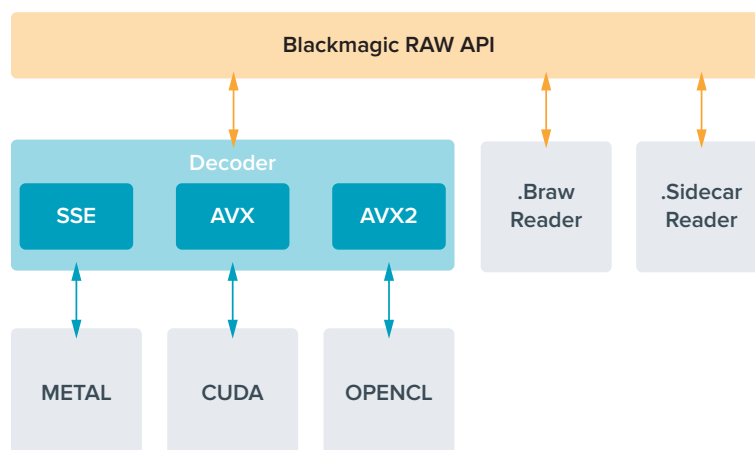 Blackmagic RAW API
Decoder
SSE
AVX
AVX2
.Braw
Reader
.Sidecar
Reader
METAL
CUDA
OPENCL